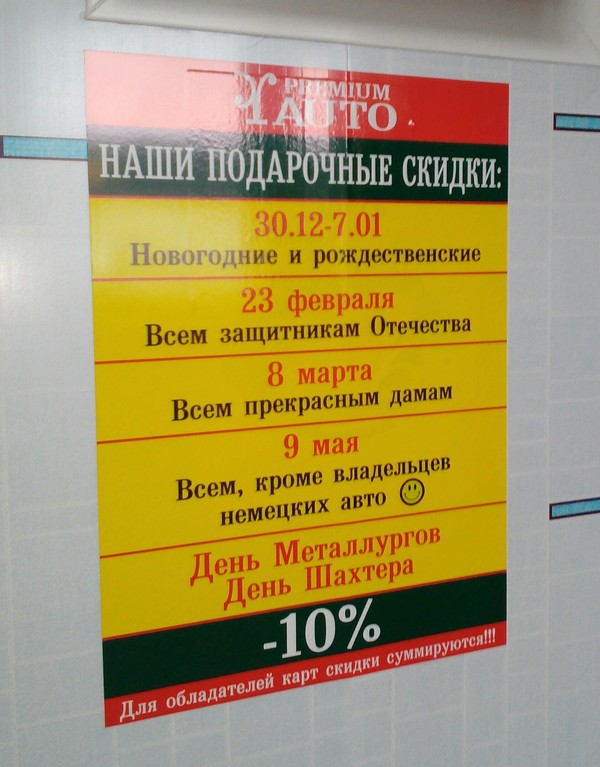 PREMIUM
AUTO
НАШИ ПОДАРОЧНЫЕ СКИДКИ:
30.12-7.01
Новогодние и рождественские
23 февраля
Всем защитникам Отечества
8 марта
Всем прекрасным дамам
9 мая
Всем, кроме владельцев
немецких авто
День Металлургов
День Шахтера
-10%
Для обладателей карт скидки суммируются!!!